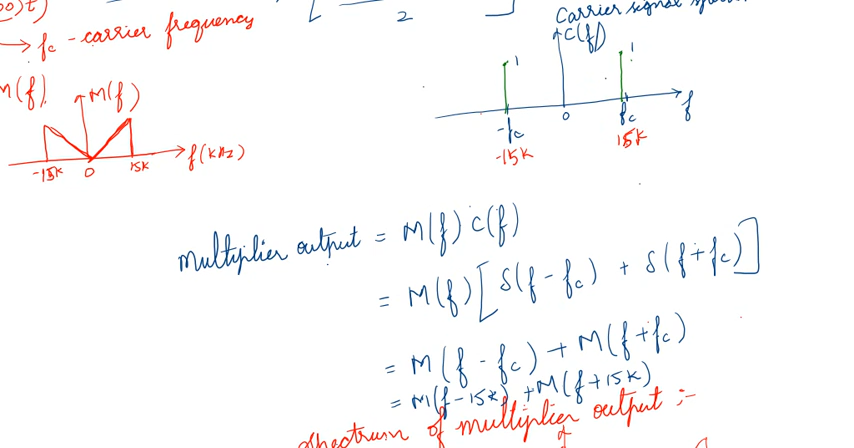 → fc - carrier frequency
2
Carrier signal
C(f)
1
1
f
-fc
0
fc
-15K
15K
M(f)
M(f)
f(kHz)
-15K
0
15K
Multiplier output = M(f) C(f)
= M(f) [ δ(f - fc) + δ(f + fc) ]
= M(f - fc) + M(f + fc)
= M(f - 15K) + M(f + 15K)
Spectrum of multiplier output :-